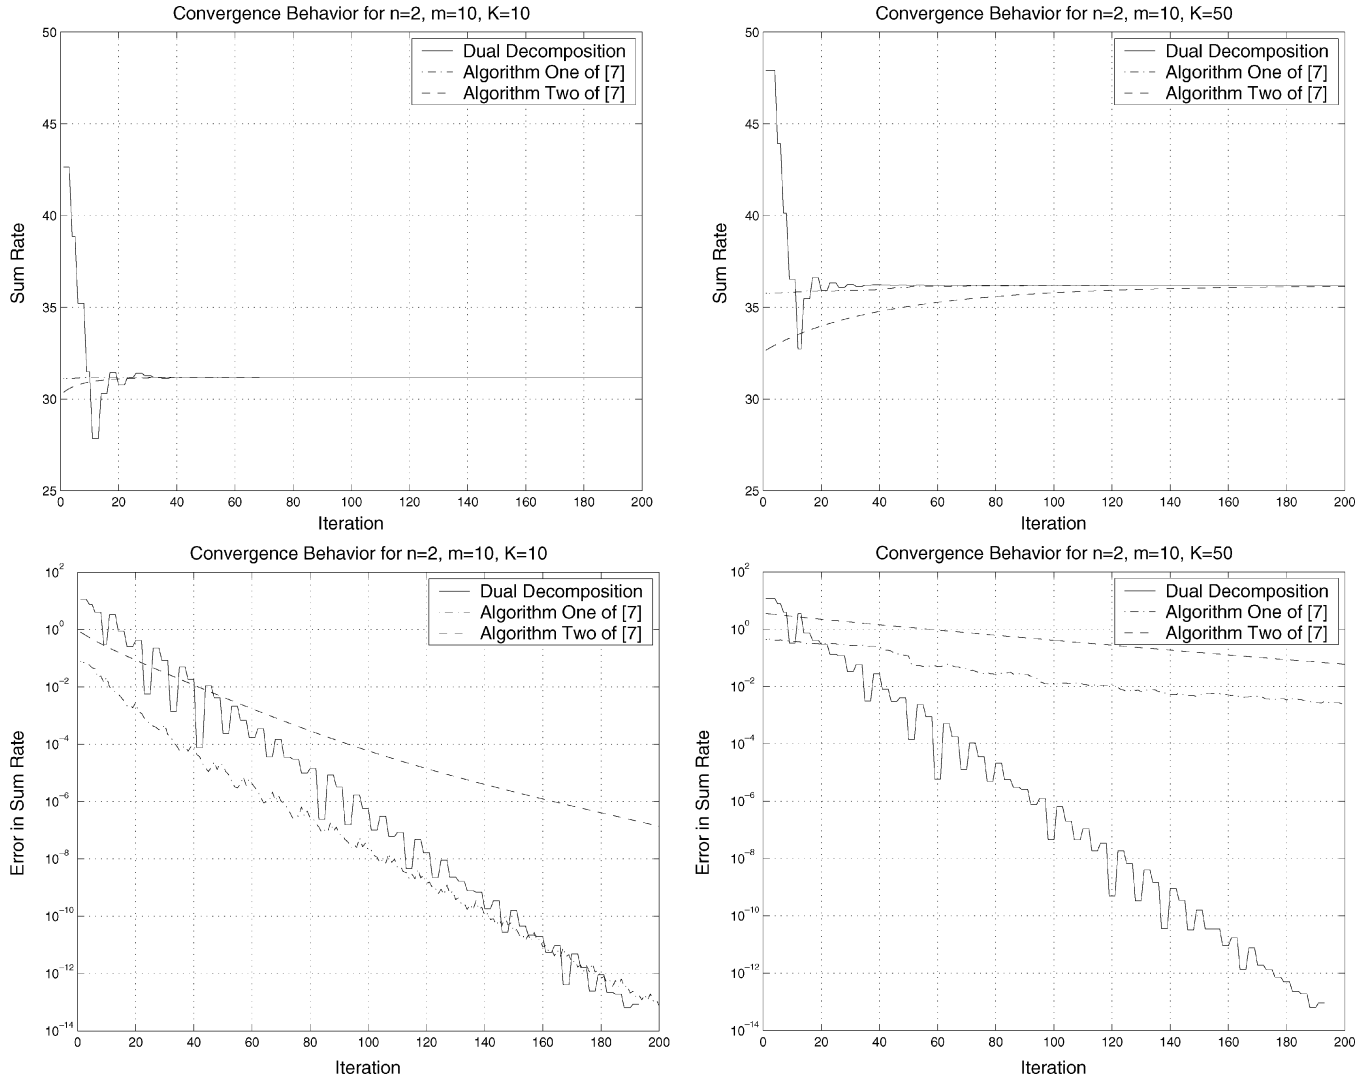 Convergence Behavior for n=2, m=10, K=10
50
45
40
35
30
25
Sum Rate
Dual Decomposition
Algorithm One of [7]
Algorithm Two of [7]
0 20 40 60 80 100 120 140 160 180 200
Iteration
Convergence Behavior for n=2, m=10, K=50
50
45
40
35
30
25
Sum Rate
Dual Decomposition
Algorithm One of [7]
Algorithm Two of [7]
0 20 40 60 80 100 120 140 160 180 200
Iteration
Convergence Behavior for n=2, m=10, K=10
10^2
10^0
10^−2
10^−4
10^−6
10^−8
10^−10
10^−12
10^−14
Error in Sum Rate
Dual Decomposition
Algorithm One of [7]
Algorithm Two of [7]
0 20 40 60 80 100 120 140 160 180 200
Iteration
Convergence Behavior for n=2, m=10, K=50
10^2
10^0
10^−2
10^−4
10^−6
10^−8
10^−10
10^−12
10^−14
Error in Sum Rate
Dual Decomposition
Algorithm One of [7]
Algorithm Two of [7]
0 20 40 60 80 100 120 140 160 180 200
Iteration